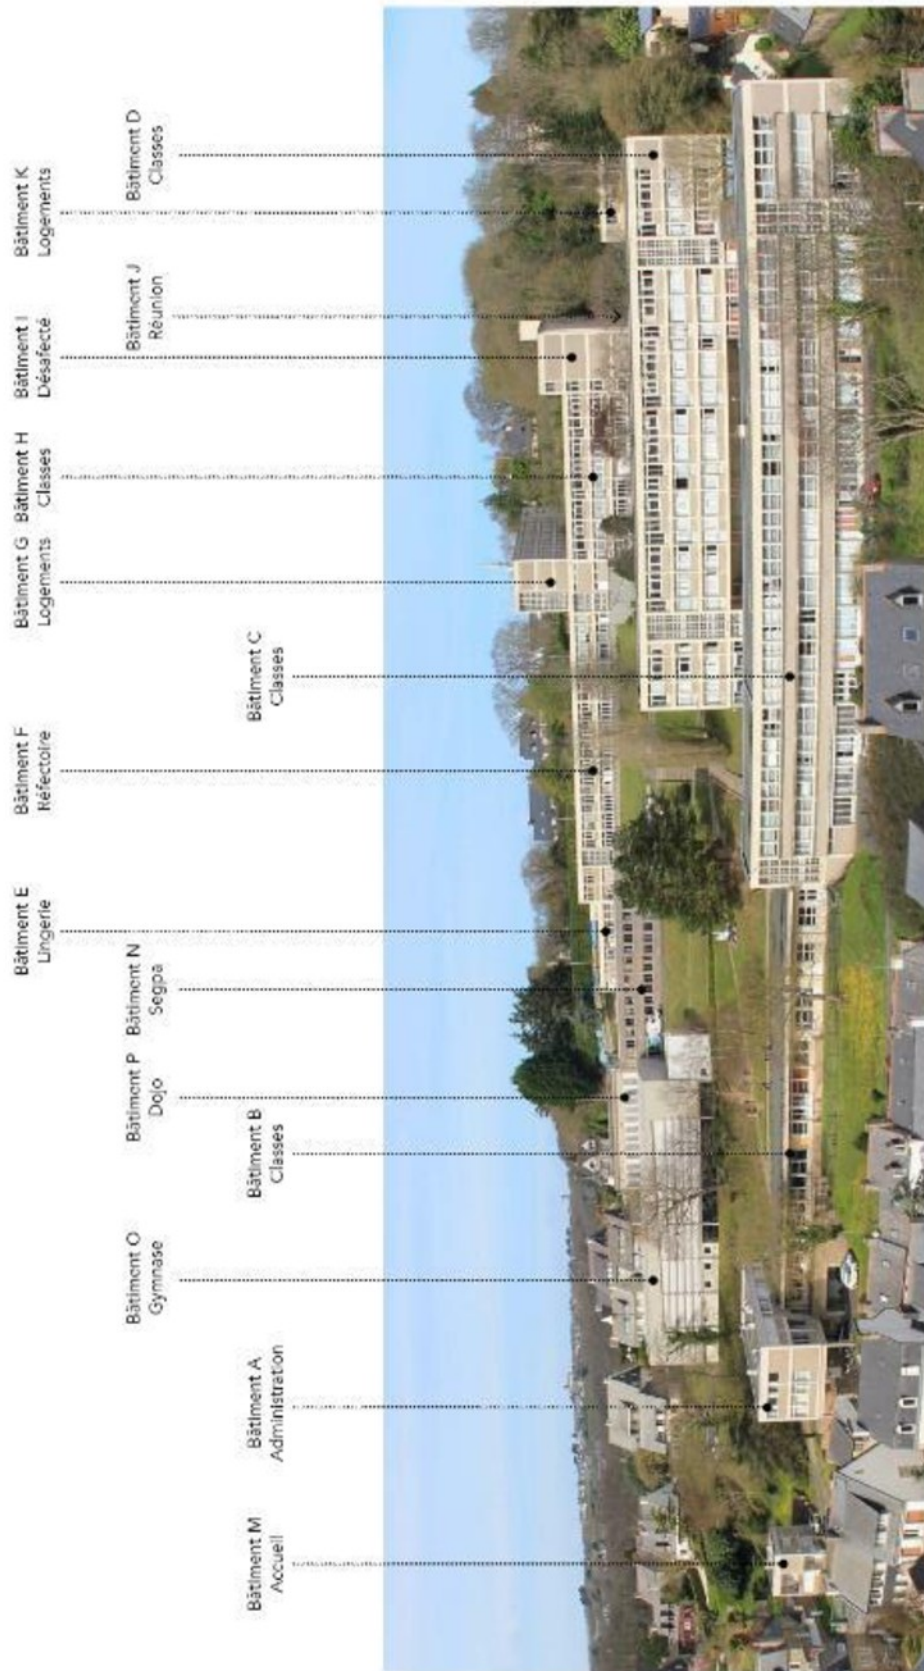 Bâtiment E
Lingerie
Bâtiment F
Réfectoire
Bâtiment G
Logements
Bâtiment H
Classes
Bâtiment I
Désafecté
Bâtiment K
Logements
Bâtiment O
Gymnase
Bâtiment P
Dojo
Bâtiment N
Segpa
Bâtiment J
Réunion
Bâtiment D
Classes
Bâtiment M
Accueil
Bâtiment A
Administration
Bâtiment B
Classes
Bâtiment C
Classes